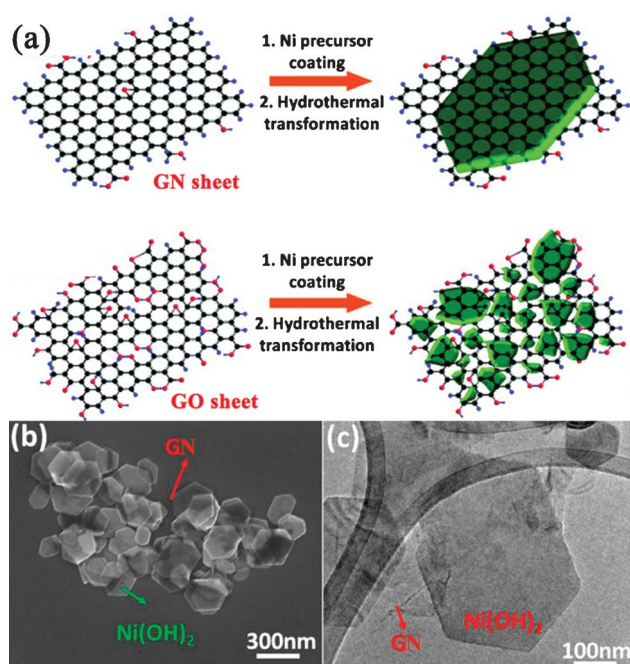 (a)
1. Ni precursor
coating
2. Hydrothermal
transformation
GN sheet
1. Ni precursor
coating
2. Hydrothermal
transformation
GO sheet
(b)
GN
Ni(OH)₂
300nm
(c)
Ni(OH)₂
GN
100nm